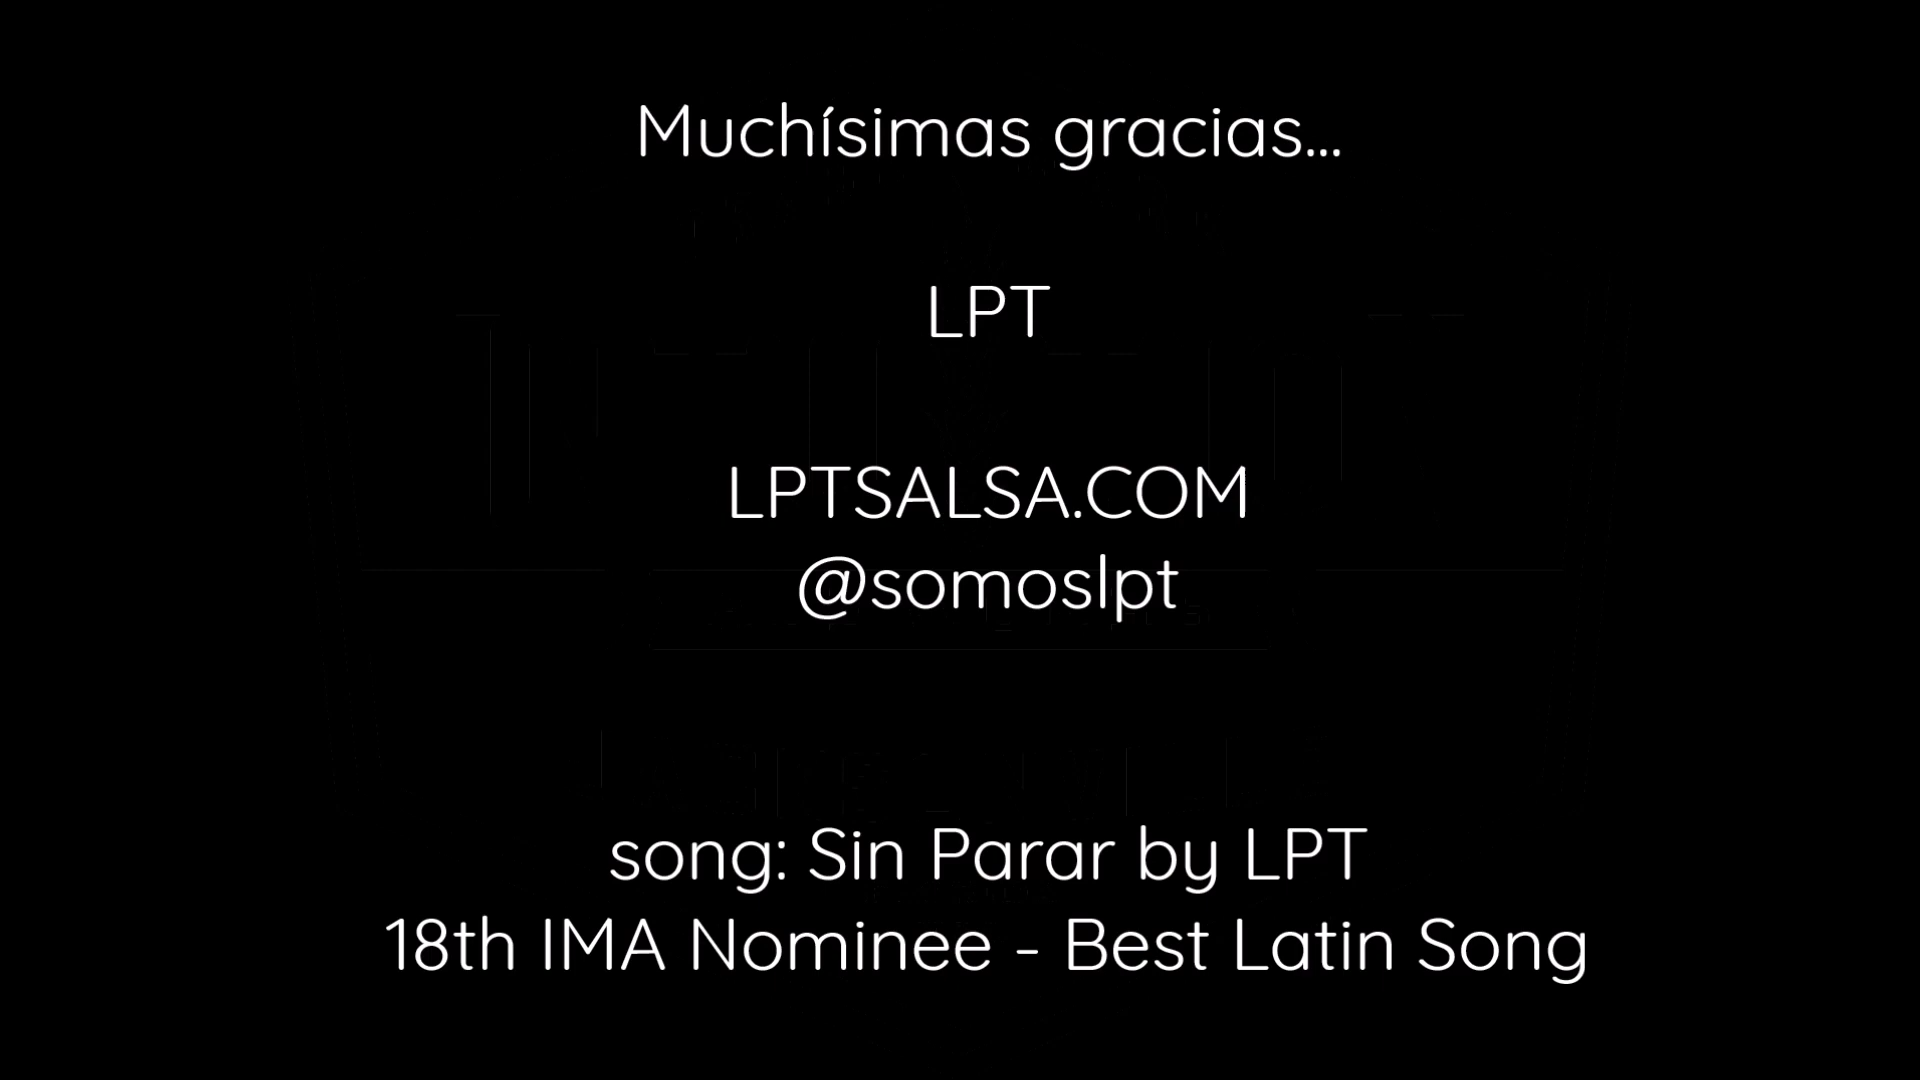 Muchísimas gracias...
LPT
LPTSALSA.COM
@somoslpt
song: Sin Parar by LPT
18th IMA Nominee - Best Latin Song